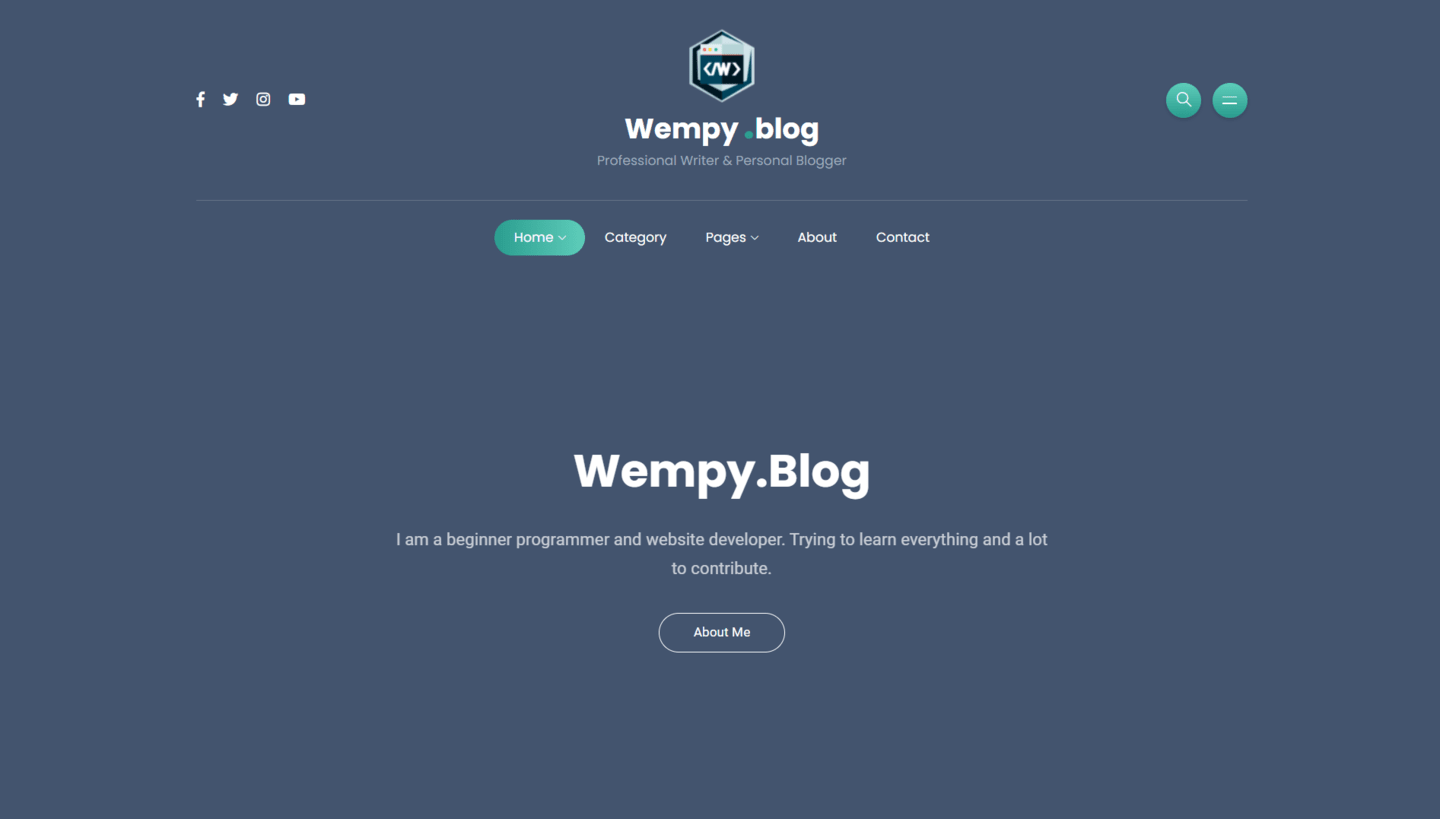 </W>
Wempy .blog
Professional Writer & Personal Blogger
Home Category Pages About Contact
Wempy.Blog
I am a beginner programmer and website developer. Trying to learn everything and a lot
to contribute.
About Me